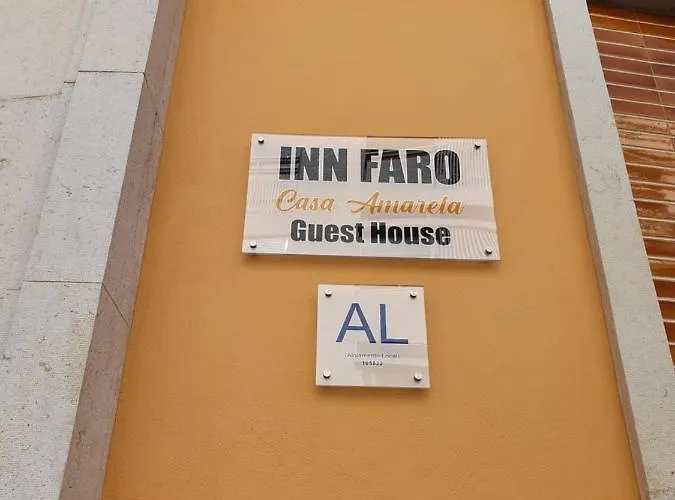 INN FARO
Casa Amarela
Guest House
AL
Alojamento Local